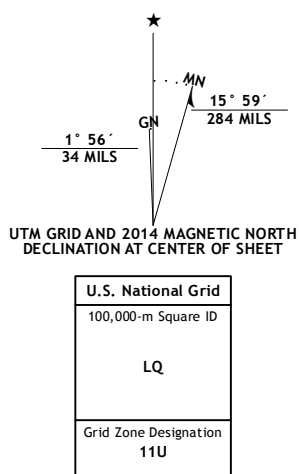 ★
MN
15° 59´
284 MILS
GN
1° 56´
34 MILS
UTM GRID AND 2014 MAGNETIC NORTH
DECLINATION AT CENTER OF SHEET
U.S. National Grid
100,000-m Square ID
LQ
Grid Zone Designation
11U